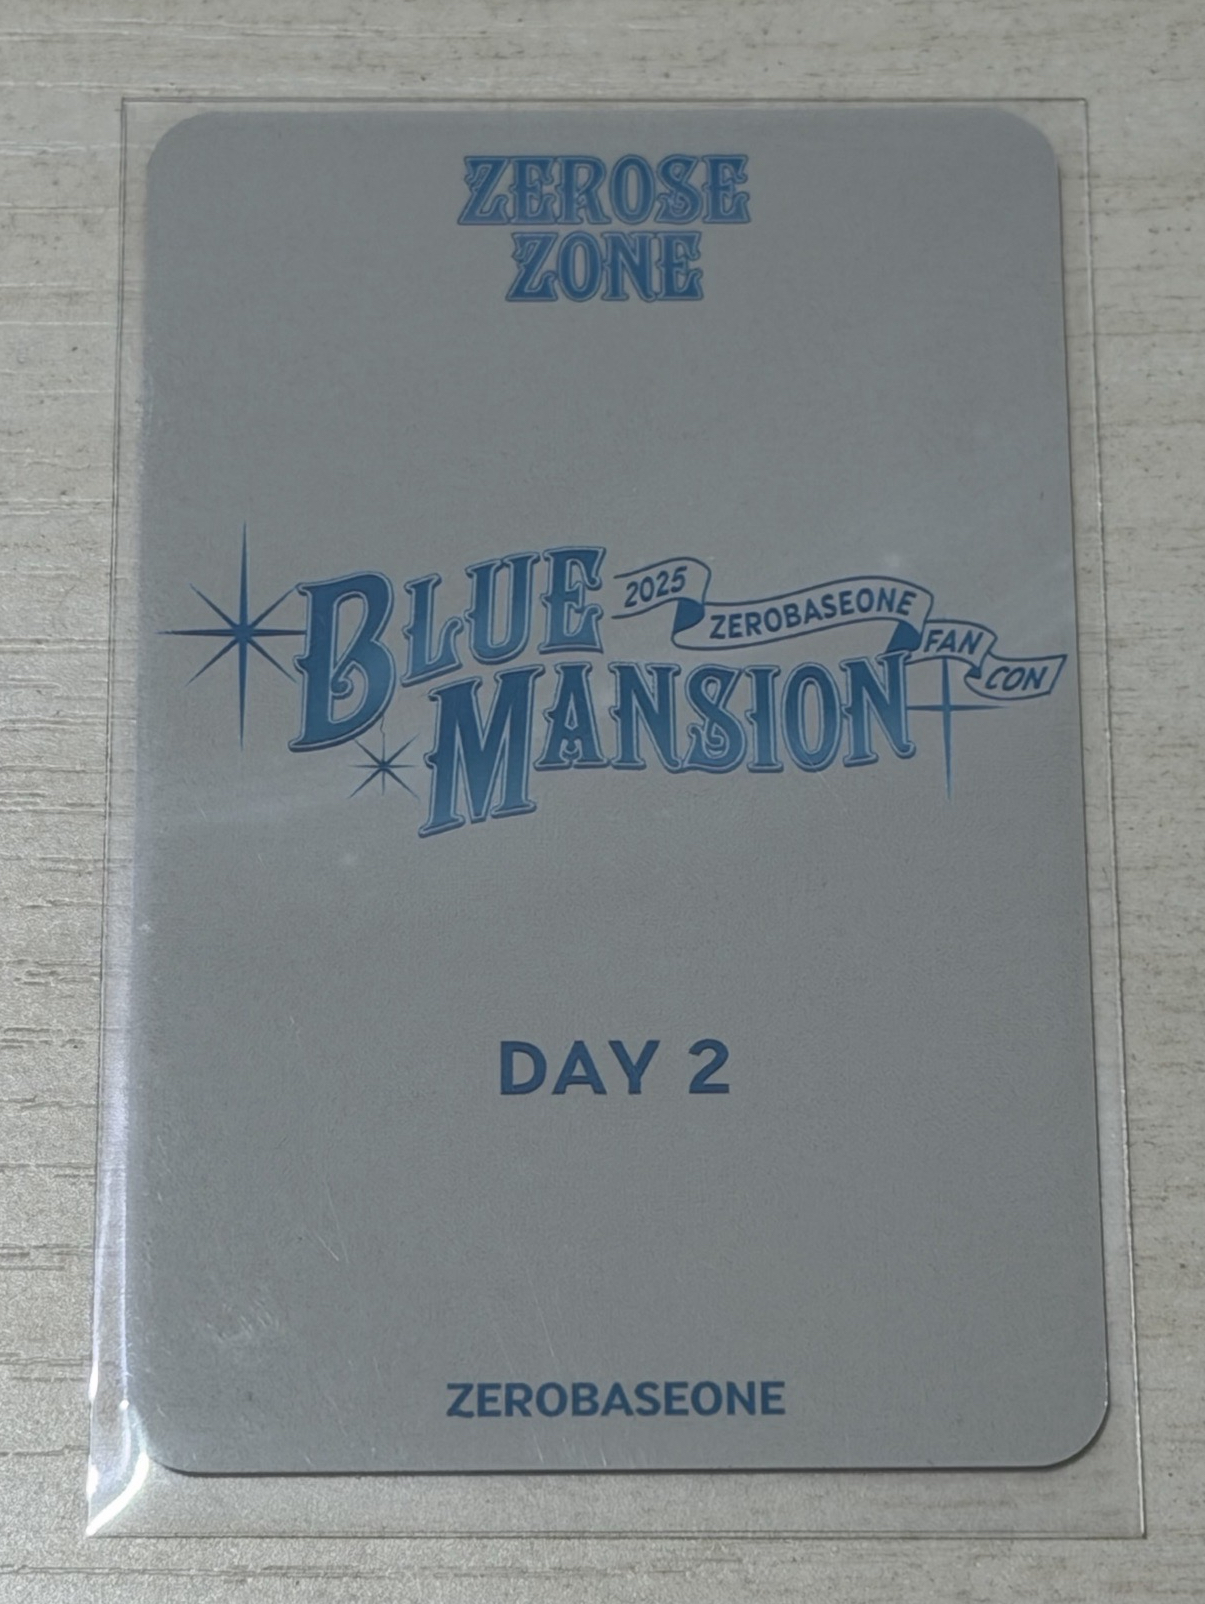 ZEROSE
ZONE
BLUE
MANSION
2025 ZEROBASEONE FAN CON
DAY 2
ZEROBASEONE